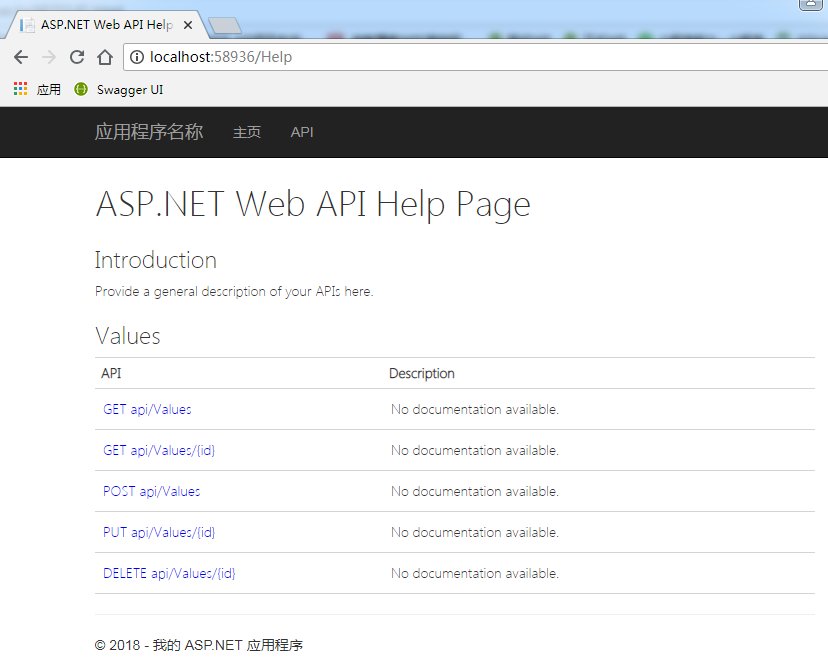 ASP.NET Web API Help
localhost:58936/Help
应用 Swagger UI
应用程序名称 主页 API
ASP.NET Web API Help Page
Introduction
Provide a general description of your APIs here.
Values
API Description
GET api/Values No documentation available.
GET api/Values/{id} No documentation available.
POST api/Values No documentation available.
PUT api/Values/{id} No documentation available.
DELETE api/Values/{id} No documentation available.
© 2018 - 我的 ASP.NET 应用程序